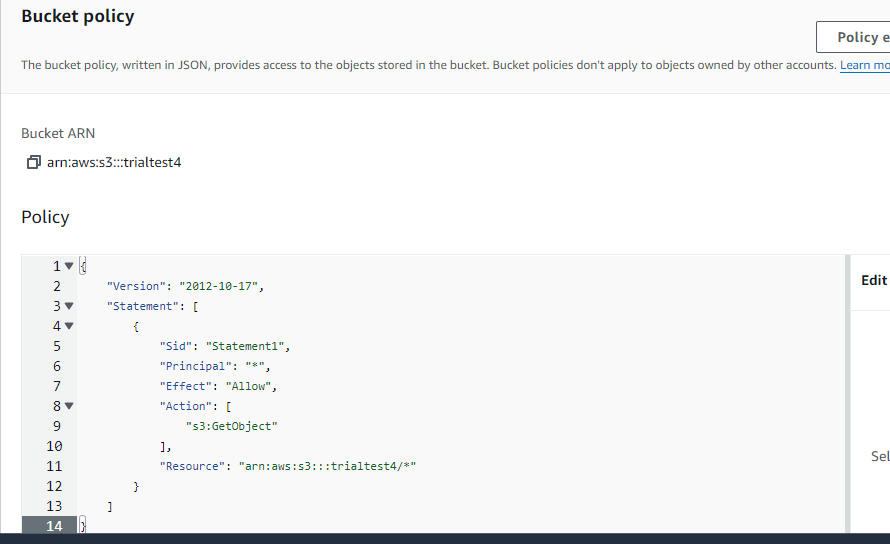 Bucket policy
Policy e
The bucket policy, written in JSON, provides access to the objects stored in the bucket. Bucket policies don't apply to objects owned by other accounts. Learn mo
Bucket ARN
arn:aws:s3:::trialtest4
Policy
1 {
2 "Version": "2012-10-17",
3 "Statement": [
4 {
5 "Sid": "Statement1",
6 "Principal": "*",
7 "Effect": "Allow",
8 "Action": [
9 "s3:GetObject"
10 ],
11 "Resource": "arn:aws:s3:::trialtest4/*"
12 }
13 ]
14 }
Edit
Sel